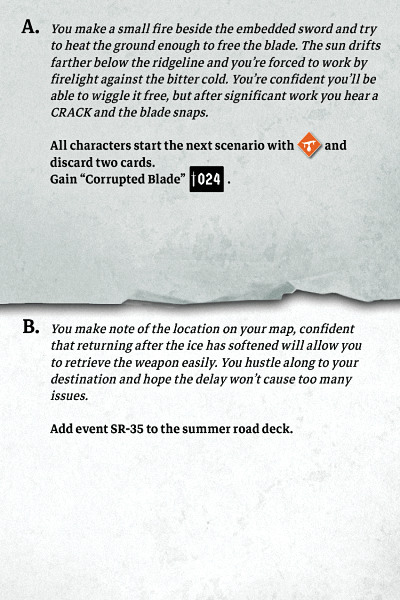 A. You make a small fire beside the embedded sword and try
to heat the ground enough to free the blade. The sun drifts
farther below the ridgeline and you’re forced to work by
firelight against the bitter cold. You’re confident you’ll be
able to wiggle it free, but after significant work you hear a
CRACK and the blade snaps.
All characters start the next scenario with and
discard two cards.
Gain “Corrupted Blade” 024 .
B. You make note of the location on your map, confident
that returning after the ice has softened will allow you
to retrieve the weapon easily. You hustle along to your
destination and hope the delay won’t cause too many
issues.
Add event SR-35 to the summer road deck.